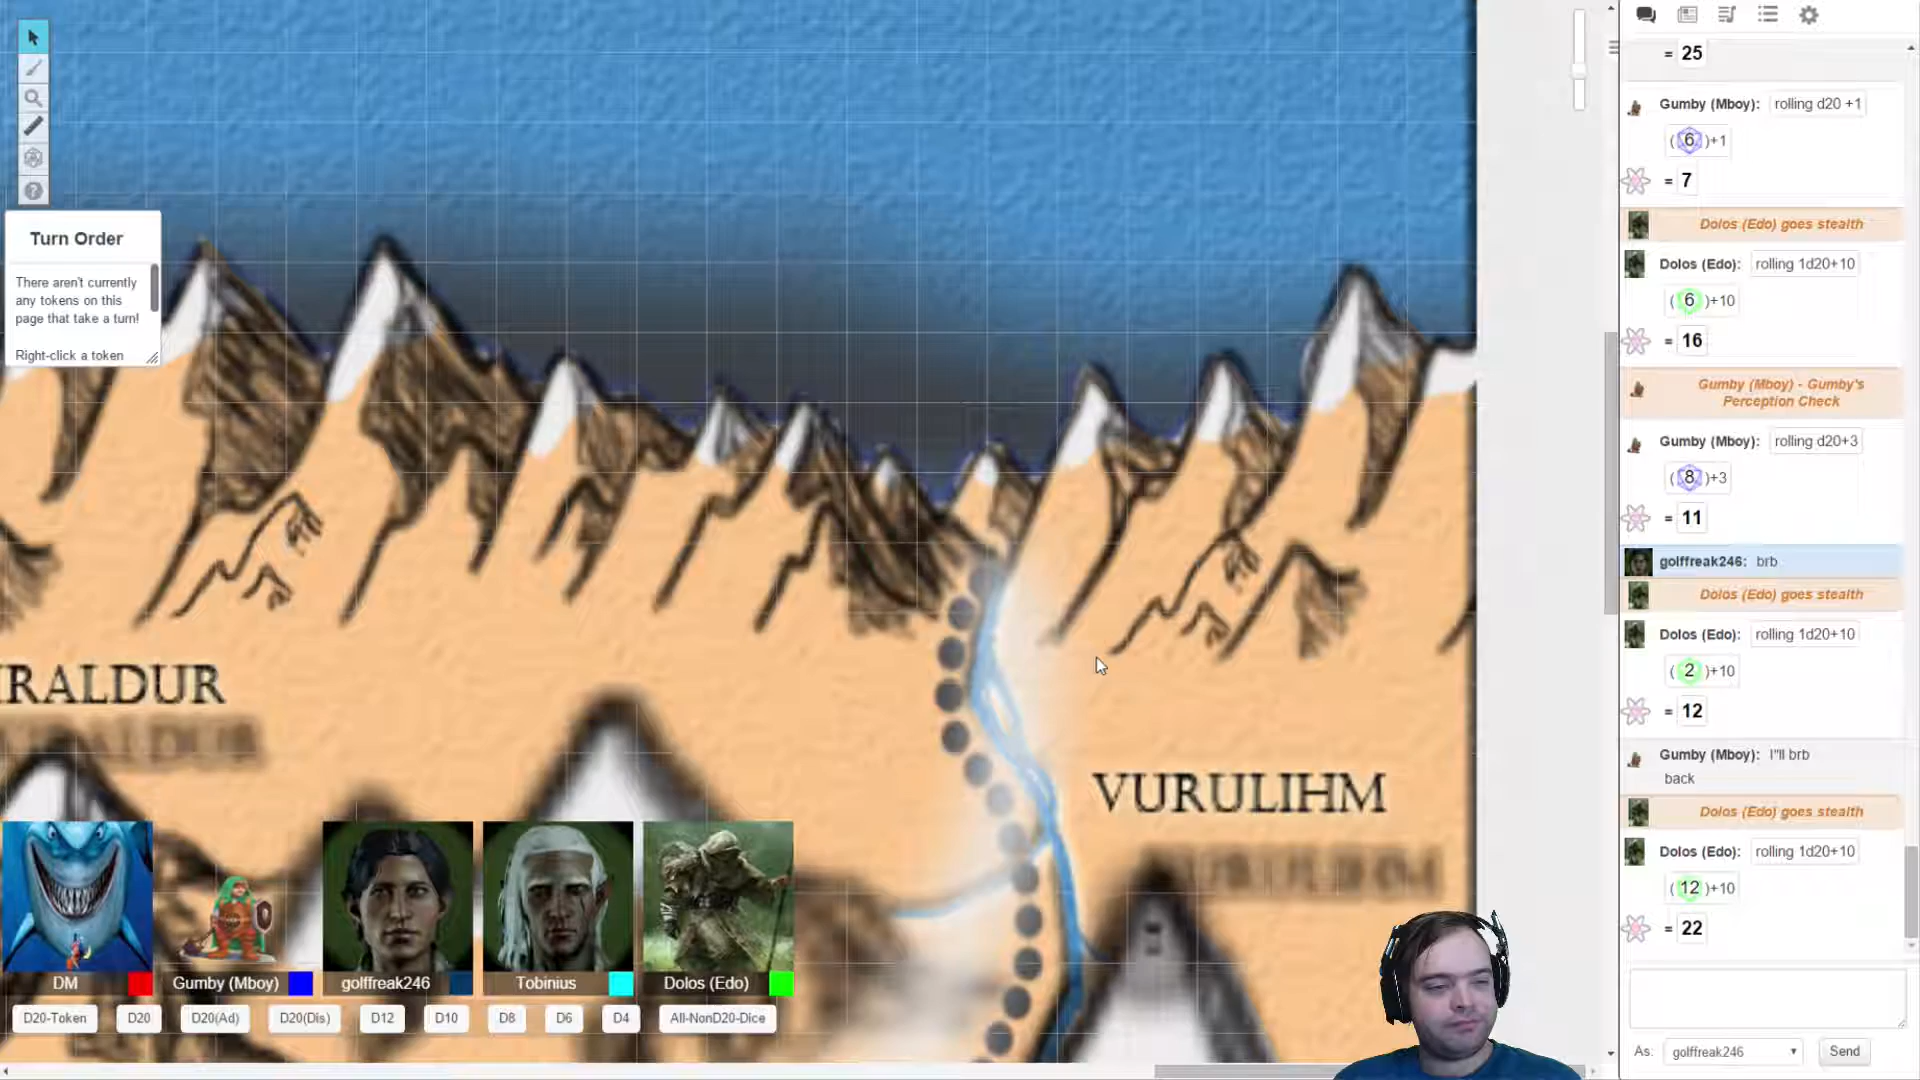 Turn Order
There aren't currently
any tokens on this
page that take a turn!
Right-click a token
IRALDUR
VURULIHM
DM
Gumby (Mboy)
golffreak246
Tobinius
Dolos (Edo)
D20-Token
D20
D20(Ad)
D20(Dis)
D12
D10
D8
D6
D4
All-NonD20-Dice
= 25
Gumby (Mboy): rolling d20 +1
(6)+1
= 7
Dolos (Edo) goes stealth
Dolos (Edo): rolling 1d20+10
(6)+10
= 16
Gumby (Mboy) - Gumby's
Perception Check
Gumby (Mboy): rolling d20+3
(8)+3
= 11
golffreak246: brb
Dolos (Edo) goes stealth
Dolos (Edo): rolling 1d20+10
(2)+10
= 12
Gumby (Mboy): I"ll brb
back
Dolos (Edo) goes stealth
Dolos (Edo): rolling 1d20+10
(12)+10
= 22
As: golffreak246
Send